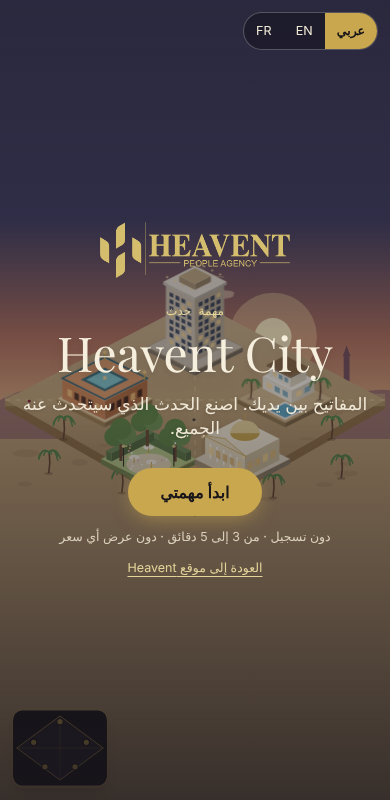 FR EN عربي
HEAVENT
PEOPLE AGENCY
مهمة حدث
Heavent City
المفاتيح بين يديك. اصنع الحدث الذي سيتحدث عنه
الجميع.
ابدأ مهمتي
دون تسجيل · من 3 إلى 5 دقائق · دون عرض أي سعر
العودة إلى موقع Heavent